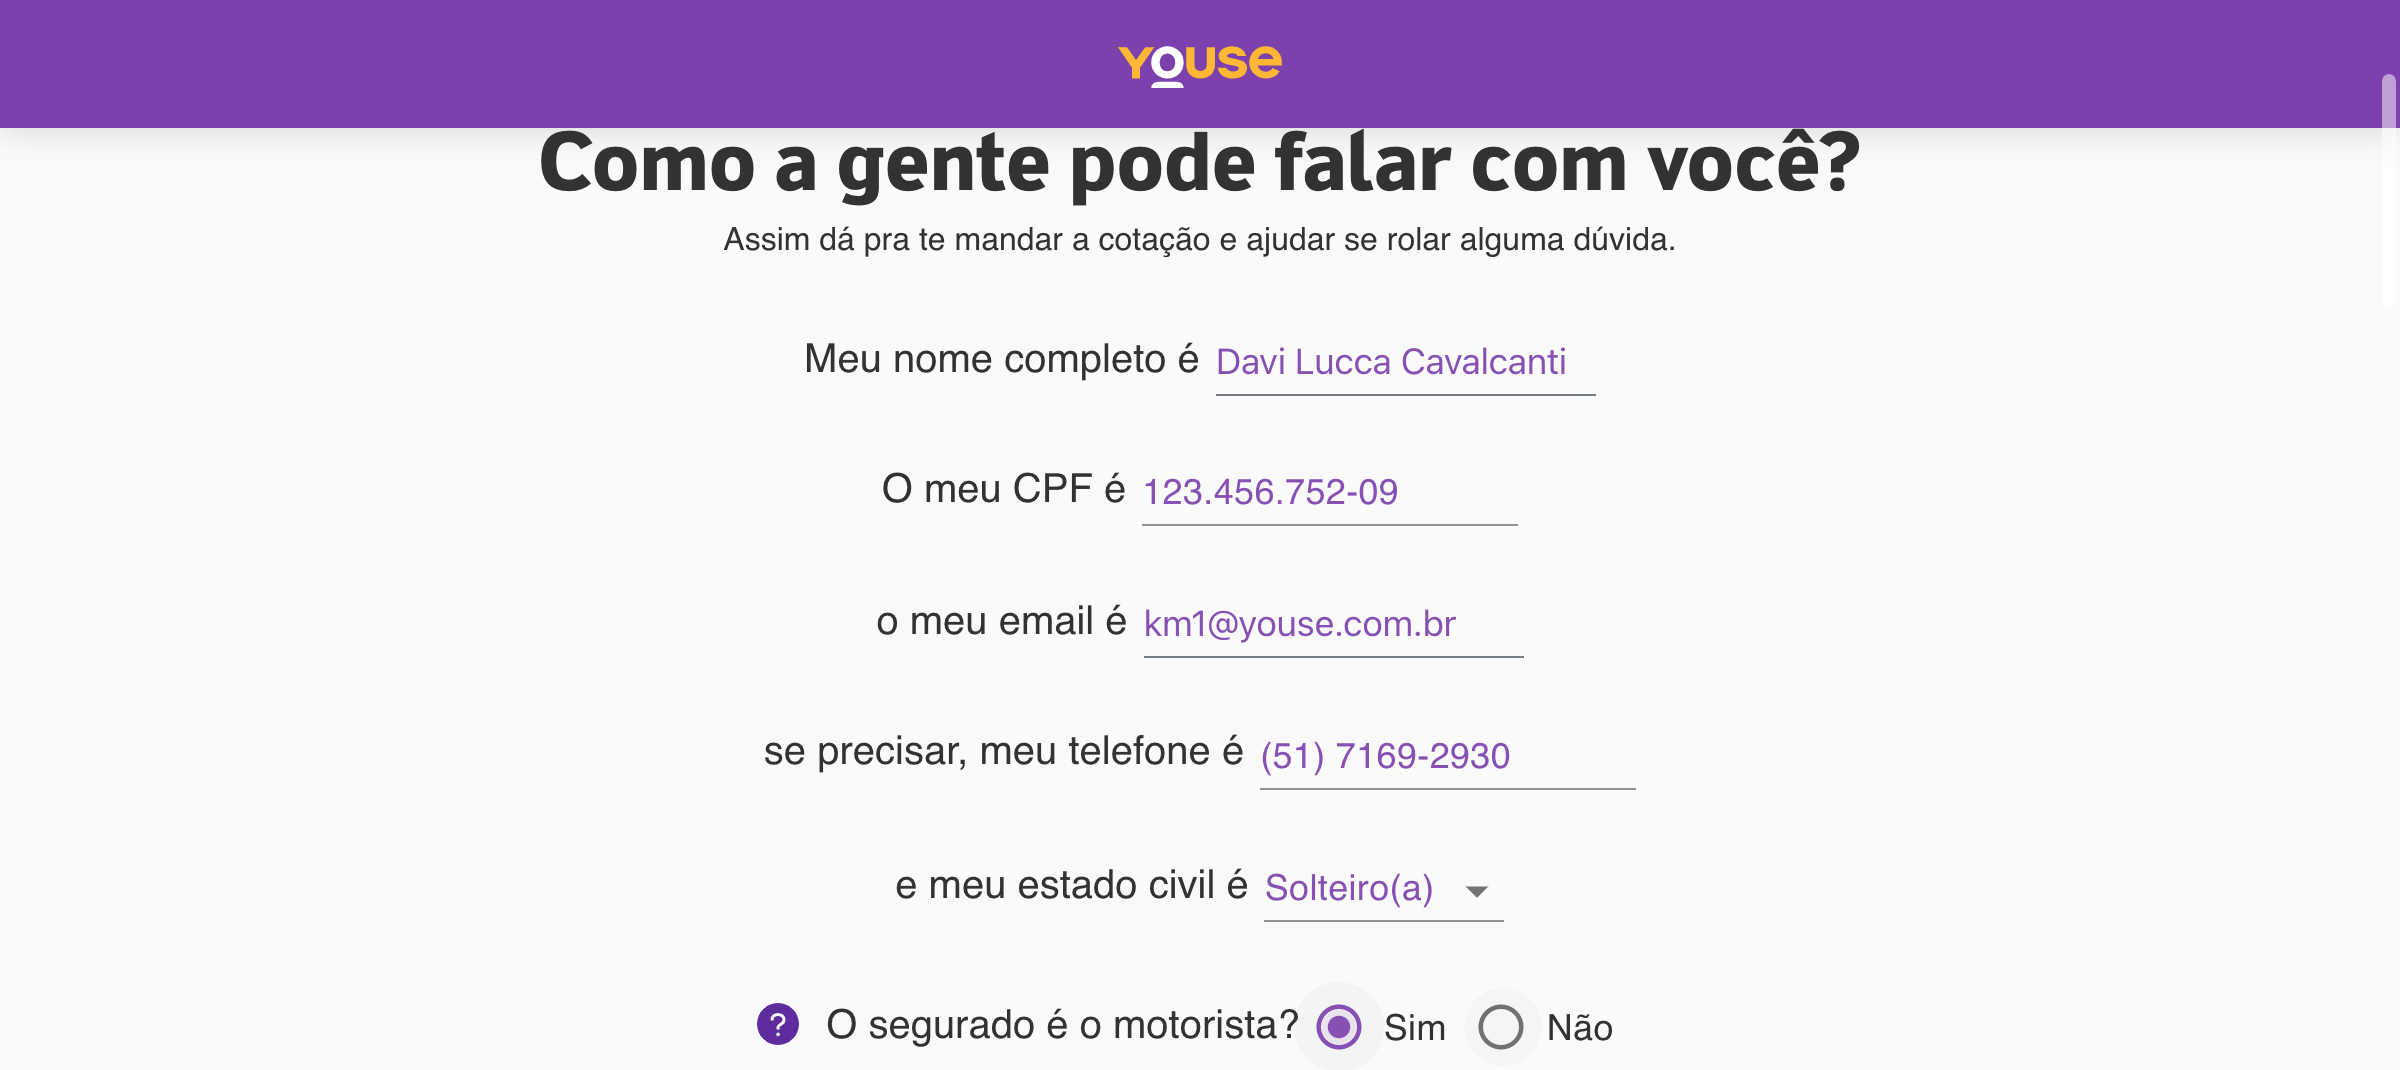 youse
Como a gente pode falar com você?
Assim dá pra te mandar a cotação e ajudar se rolar alguma dúvida.
Meu nome completo é Davi Lucca Cavalcanti
O meu CPF é 123.456.752-09
o meu email é km1@youse.com.br
se precisar, meu telefone é (51) 7169-2930
e meu estado civil é Solteiro(a)
? O segurado é o motorista? Sim Não